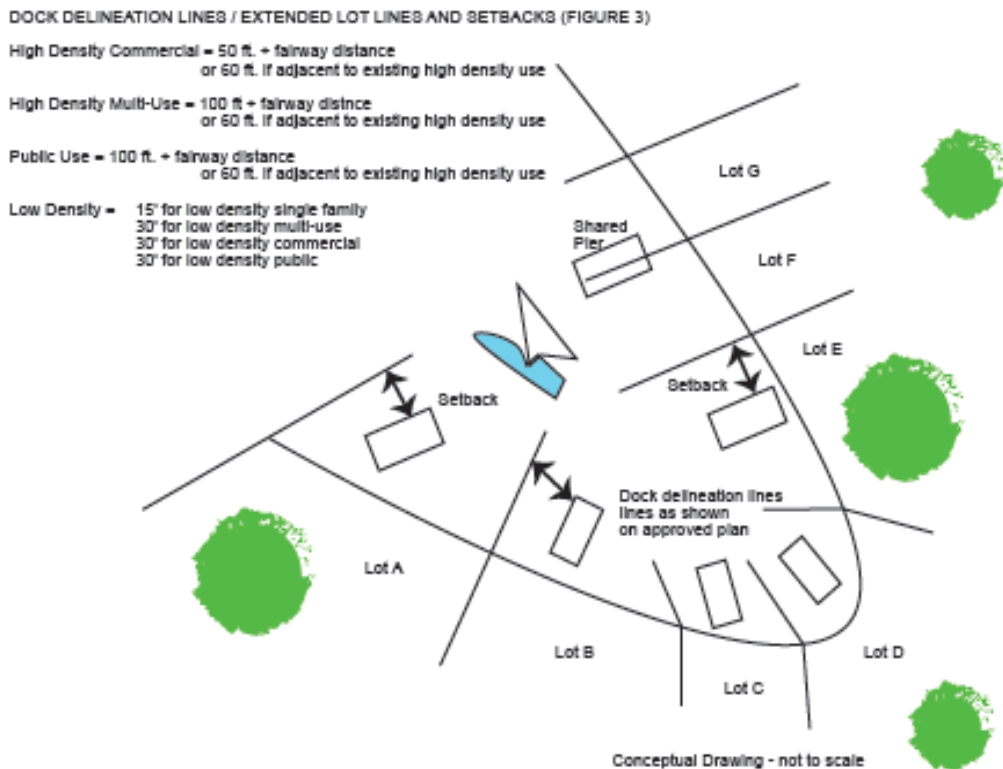 DOCK DELINEATION LINES / EXTENDED LOT LINES AND SETBACKS (FIGURE 3)
High Density Commercial = 50 ft. + fairway distance
or 60 ft. if adjacent to existing high density use
High Density Multi-Use = 100 ft + fairway distnce
or 60 ft. if adjacent to existing high density use
Public Use = 100 ft. + fairway distance
or 60 ft. if adjacent to existing high density use
Low Density = 15' for low density single family
30' for low density multi-use
30' for low density commercial
30' for low density public
Lot G
Shared
Pier
Lot F
Lot E
Setback
Setback
Dock delineation lines
lines as shown
on approved plan
Lot A
Lot B
Lot D
Lot C
Conceptual Drawing - not to scale